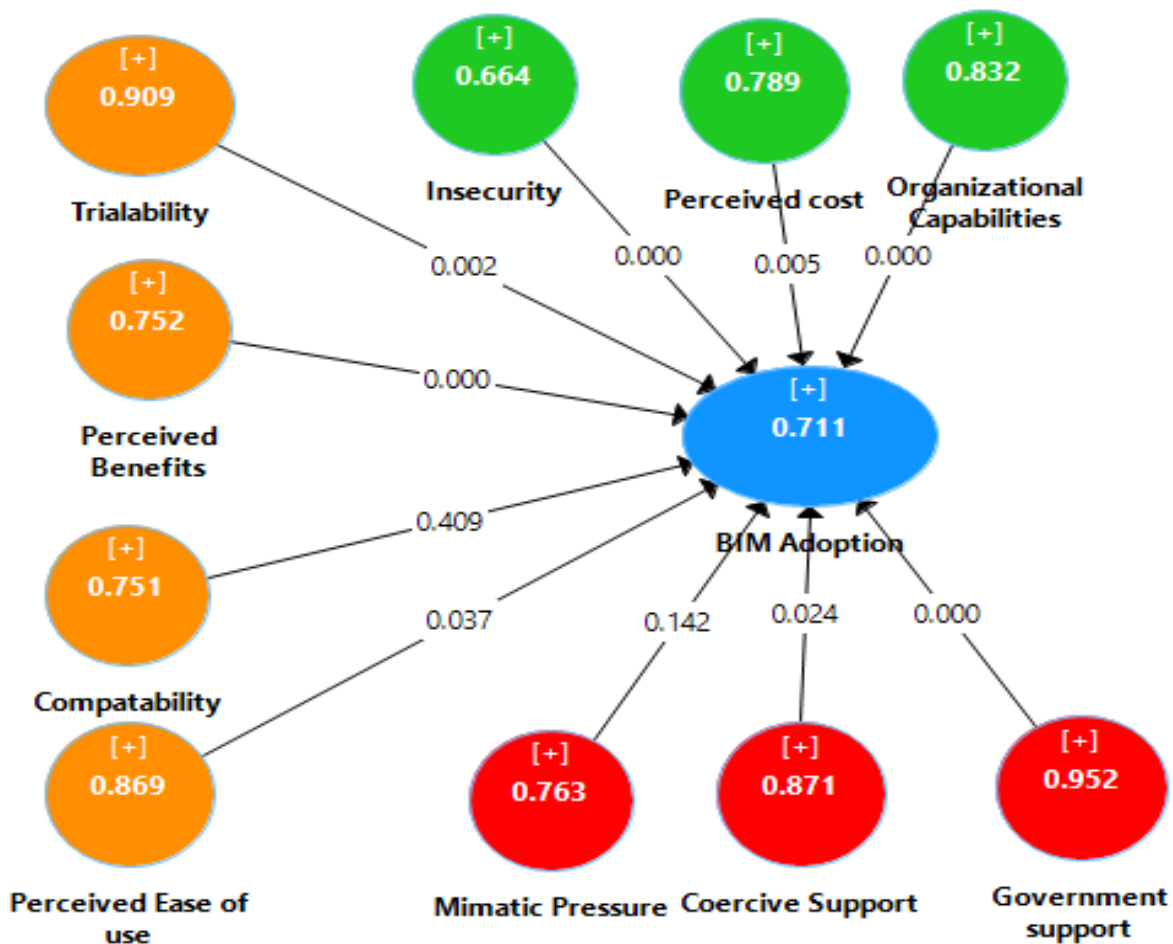 [+]
0.909
Trialability
[+]
0.664
Insecurity
[+]
0.789
Perceived cost
[+]
0.832
Organizational
Capabilities
0.002
0.000
0.005
0.000
[+]
0.752
Perceived
Benefits
0.000
[+]
0.711
BIM Adoption
[+]
0.751
Compatability
0.409
[+]
0.869
Perceived Ease of
use
0.037
0.142
0.024
0.000
[+]
0.763
Mimatic Pressure
[+]
0.871
Coercive Support
[+]
0.952
Government
support